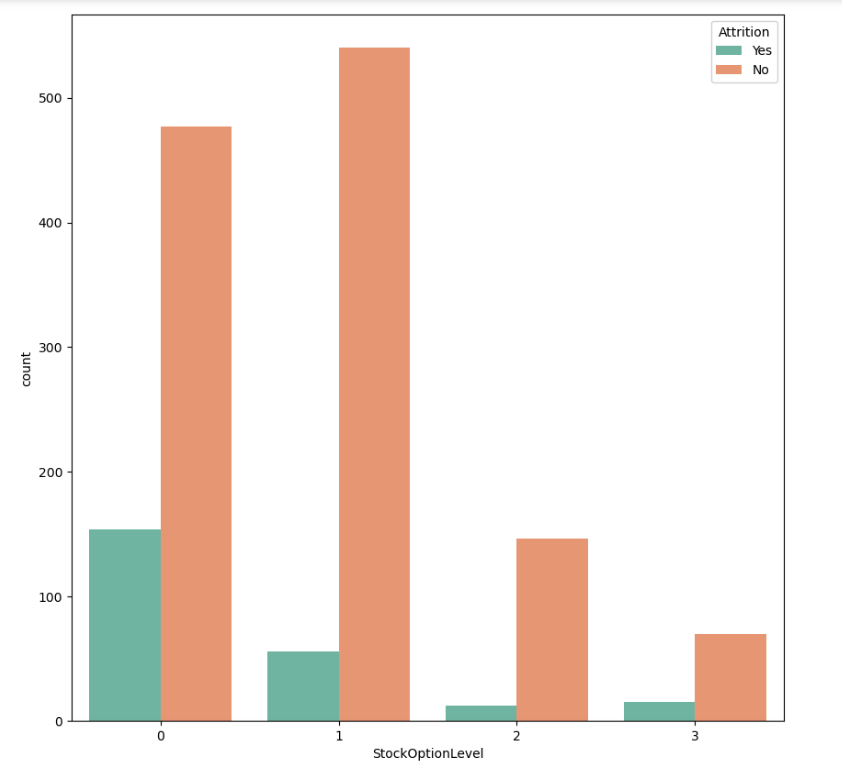 Attrition
Yes
No
500
400
300
200
100
0
count
0 1 2 3
StockOptionLevel